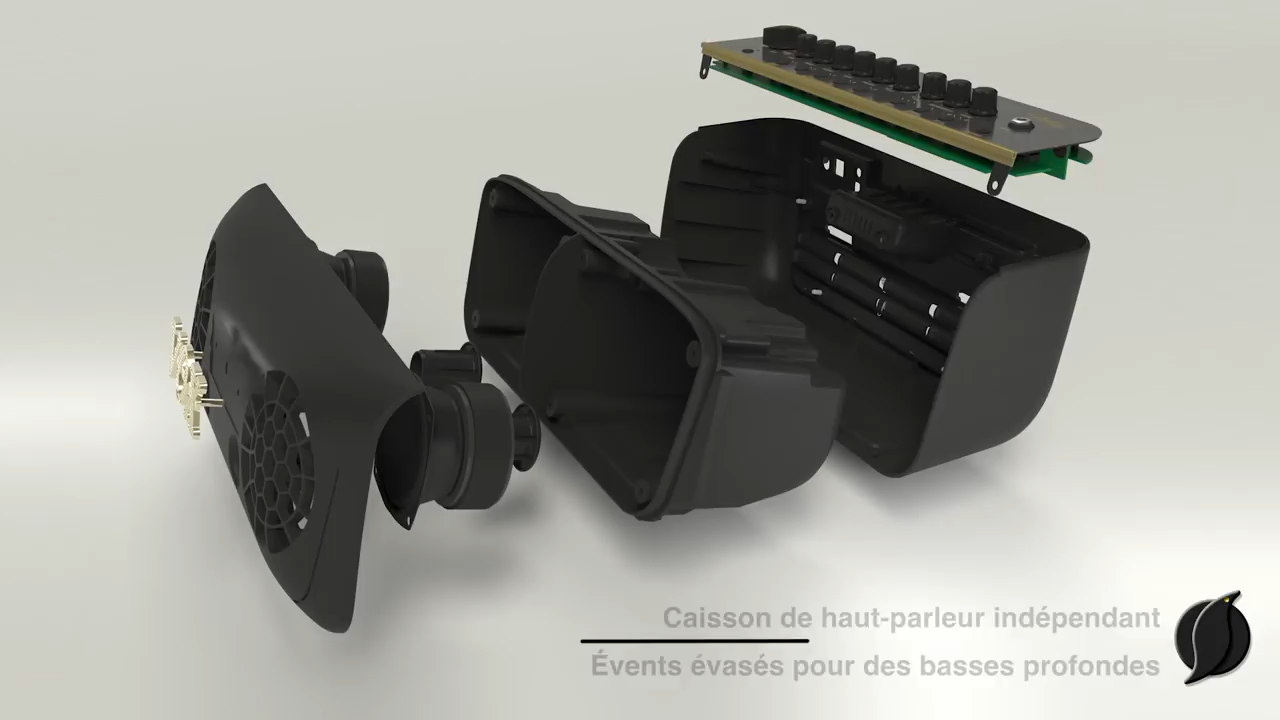 Caisson de haut-parleur indépendant
Évents évasés pour des basses profondes